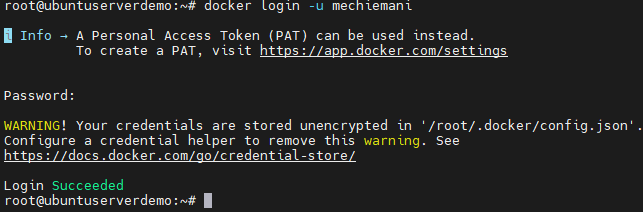 root@ubuntuserverdemo:~# docker login -u mechiemani
i Info → A Personal Access Token (PAT) can be used instead.
To create a PAT, visit https://app.docker.com/settings
Password:
WARNING! Your credentials are stored unencrypted in '/root/.docker/config.json'.
Configure a credential helper to remove this warning. See
https://docs.docker.com/go/credential-store/
Login Succeeded
root@ubuntuserverdemo:~#